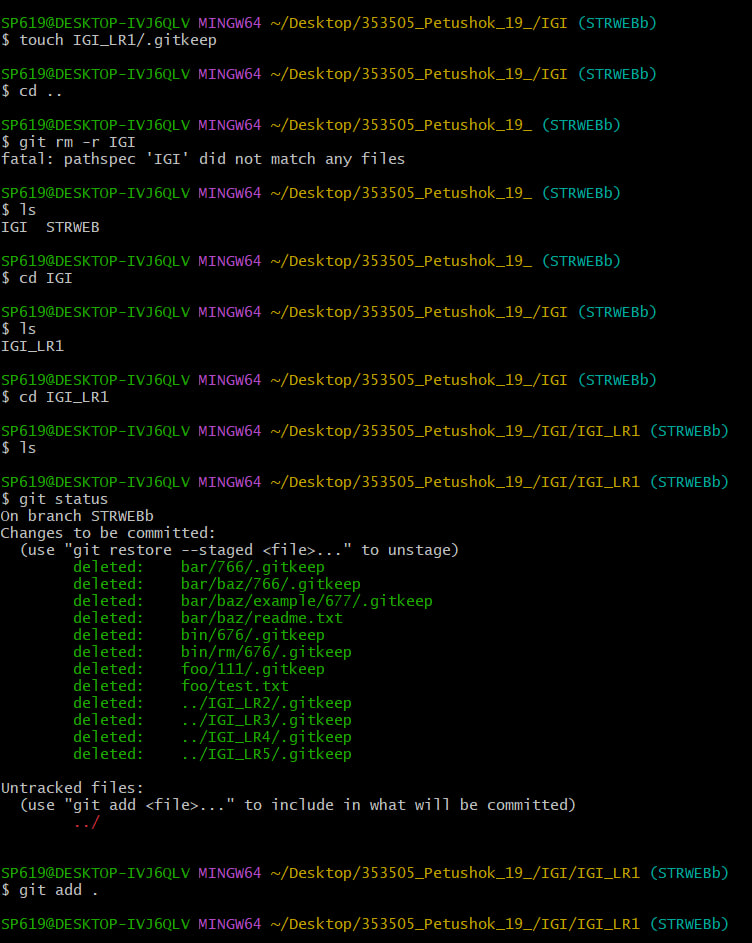 SP619@DESKTOP-IVJ6QLV MINGW64 ~/Desktop/353505_Petushok_19_/IGI (STRWEBb)
$ touch IGI_LR1/.gitkeep
SP619@DESKTOP-IVJ6QLV MINGW64 ~/Desktop/353505_Petushok_19_/IGI (STRWEBb)
$ cd ..
SP619@DESKTOP-IVJ6QLV MINGW64 ~/Desktop/353505_Petushok_19_ (STRWEBb)
$ git rm -r IGI
fatal: pathspec 'IGI' did not match any files
SP619@DESKTOP-IVJ6QLV MINGW64 ~/Desktop/353505_Petushok_19_ (STRWEBb)
$ ls
IGI  STRWEB
SP619@DESKTOP-IVJ6QLV MINGW64 ~/Desktop/353505_Petushok_19_ (STRWEBb)
$ cd IGI
SP619@DESKTOP-IVJ6QLV MINGW64 ~/Desktop/353505_Petushok_19_/IGI (STRWEBb)
$ ls
IGI_LR1
SP619@DESKTOP-IVJ6QLV MINGW64 ~/Desktop/353505_Petushok_19_/IGI (STRWEBb)
$ cd IGI_LR1
SP619@DESKTOP-IVJ6QLV MINGW64 ~/Desktop/353505_Petushok_19_/IGI/IGI_LR1 (STRWEBb)
$ ls
SP619@DESKTOP-IVJ6QLV MINGW64 ~/Desktop/353505_Petushok_19_/IGI/IGI_LR1 (STRWEBb)
$ git status
On branch STRWEBb
Changes to be committed:
  (use "git restore --staged <file>..." to unstage)
        deleted:    bar/766/.gitkeep
        deleted:    bar/baz/766/.gitkeep
        deleted:    bar/baz/example/677/.gitkeep
        deleted:    bar/baz/readme.txt
        deleted:    bin/676/.gitkeep
        deleted:    bin/rm/676/.gitkeep
        deleted:    foo/111/.gitkeep
        deleted:    foo/test.txt
        deleted:    ../IGI_LR2/.gitkeep
        deleted:    ../IGI_LR3/.gitkeep
        deleted:    ../IGI_LR4/.gitkeep
        deleted:    ../IGI_LR5/.gitkeep
Untracked files:
  (use "git add <file>..." to include in what will be committed)
        ../
SP619@DESKTOP-IVJ6QLV MINGW64 ~/Desktop/353505_Petushok_19_/IGI/IGI_LR1 (STRWEBb)
$ git add .
SP619@DESKTOP-IVJ6QLV MINGW64 ~/Desktop/353505_Petushok_19_/IGI/IGI_LR1 (STRWEBb)